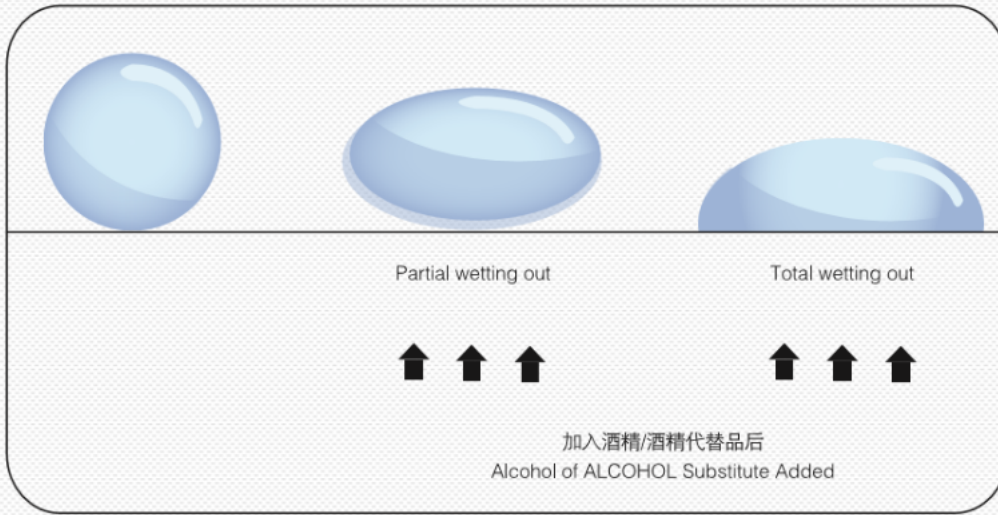 Partial wetting out
Total wetting out
加入酒精/酒精代替品后
Alcohol of ALCOHOL Substitute Added